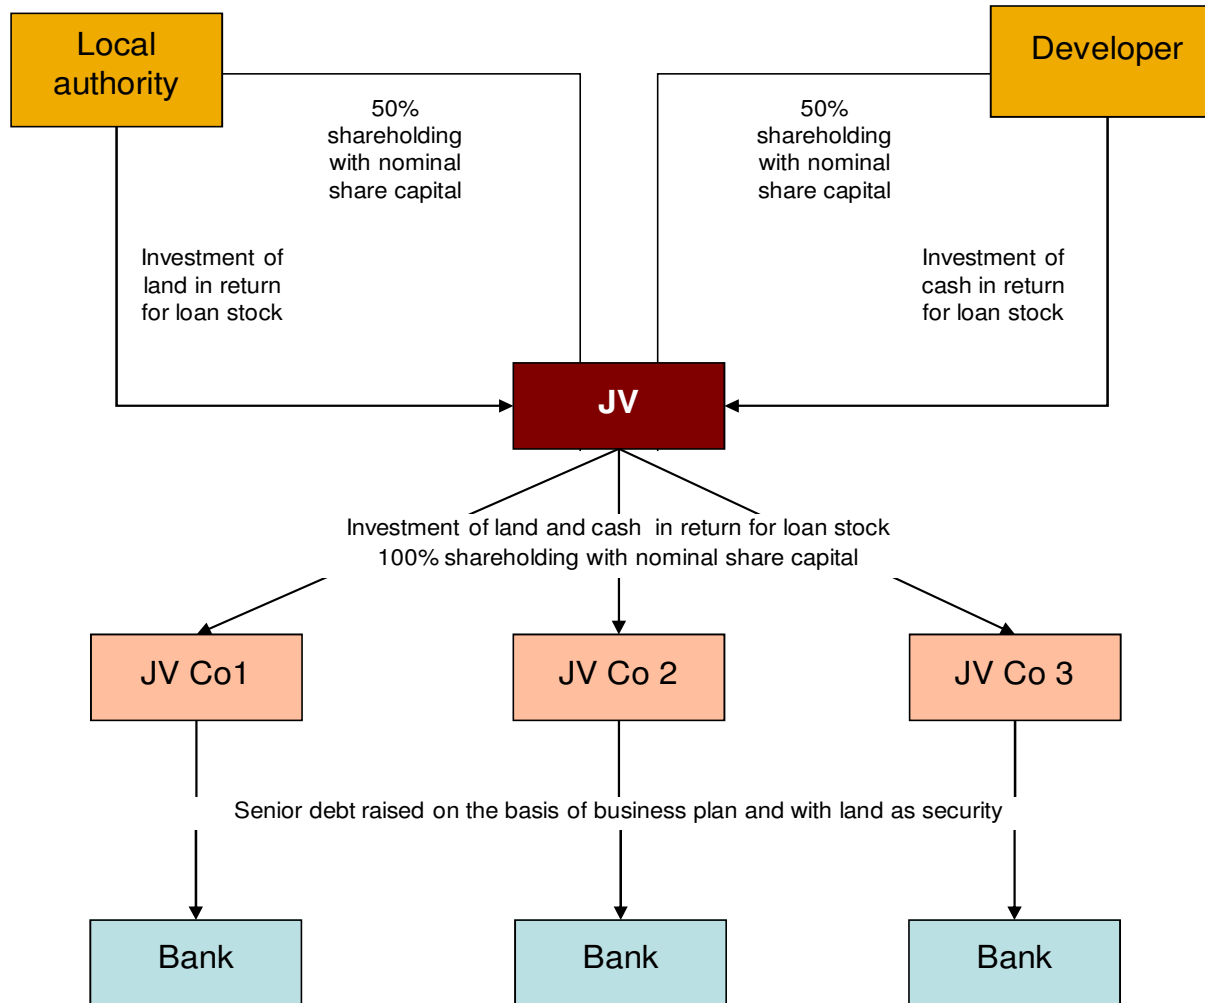 Local
authority
Developer
50%
shareholding
with nominal
share capital
50%
shareholding
with nominal
share capital
Investment of
land in return
for loan stock
Investment of
cash in return
for loan stock
JV
Investment of land and cash in return for loan stock
100% shareholding with nominal share capital
JV Co1
JV Co 2
JV Co 3
Senior debt raised on the basis of business plan and with land as security
Bank
Bank
Bank